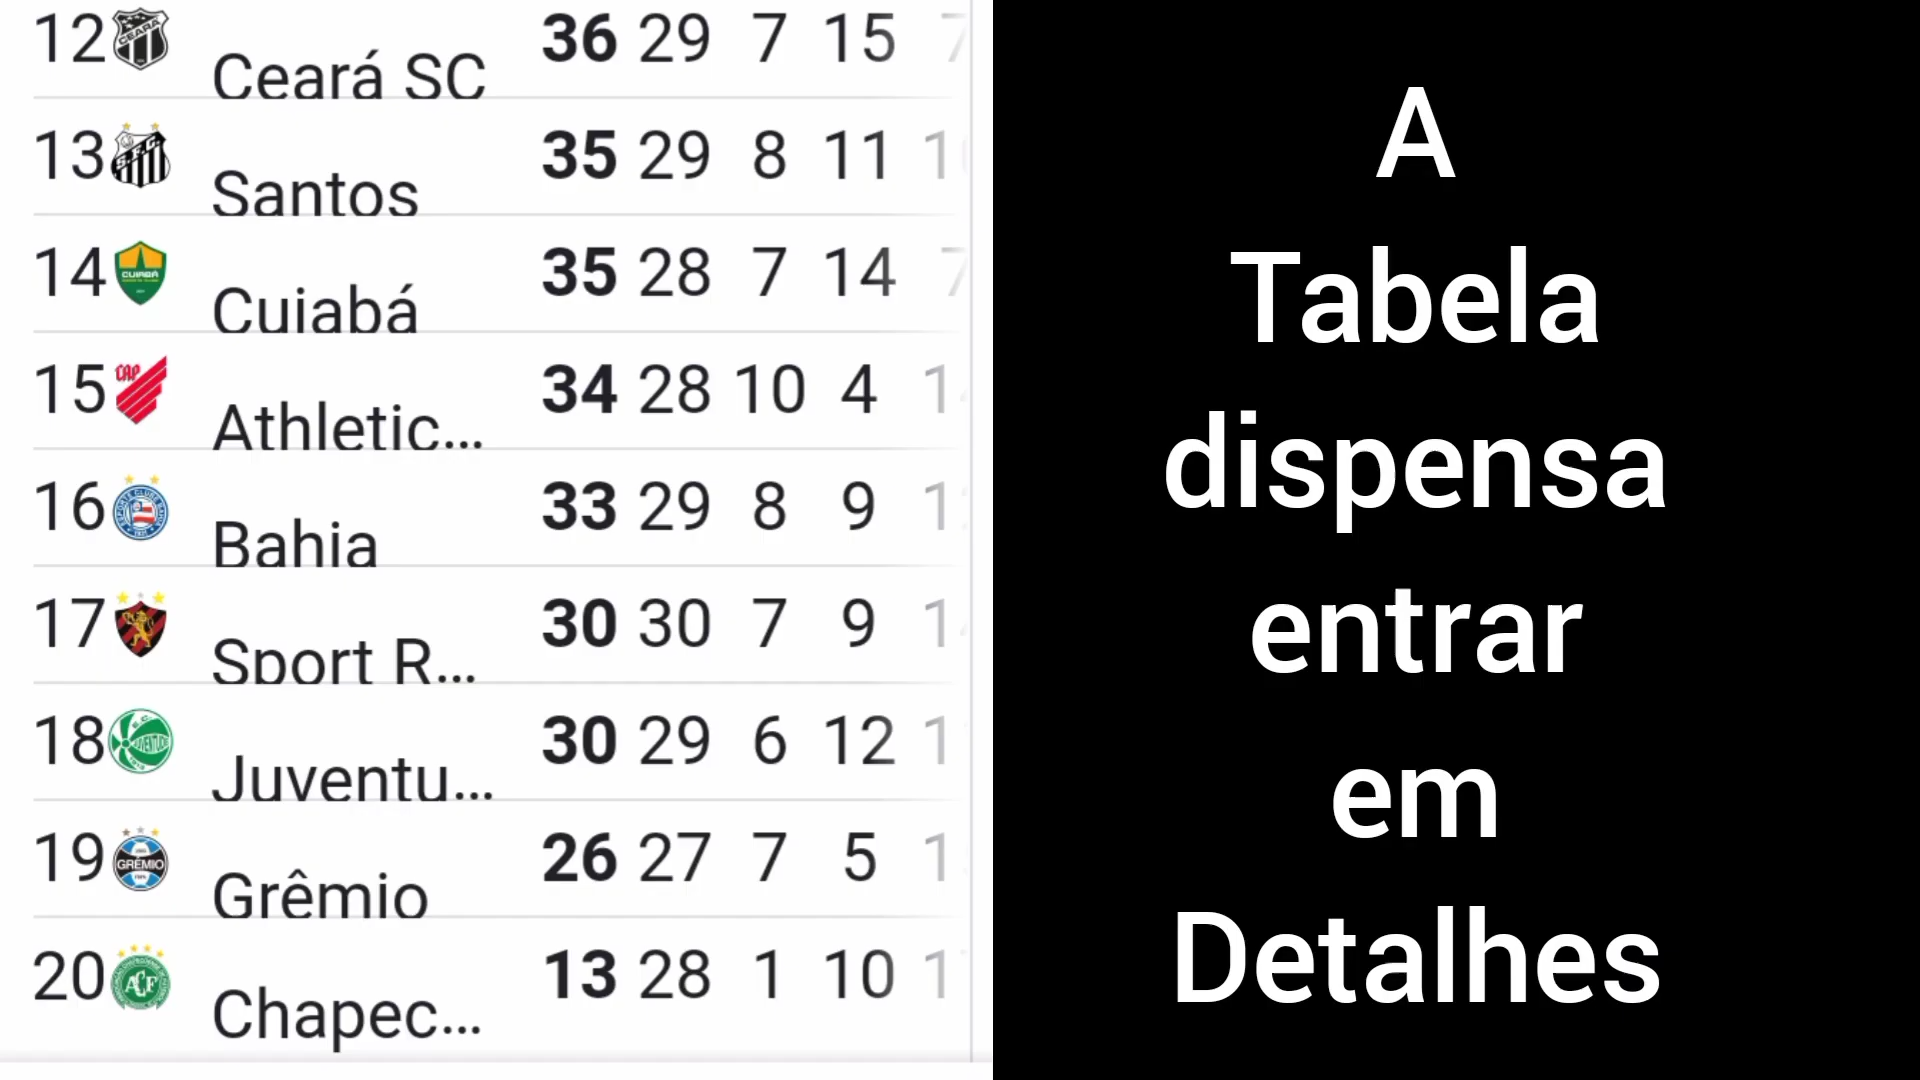 12 Ceará SC 36 29 7 15 7
13 Santos 35 29 8 11
14 Cuiabá 35 28 7 14 7
15 Athletic... 34 28 10 4
16 Bahia 33 29 8 9
17 Sport R... 30 30 7 9
18 Juventu... 30 29 6 12
19 Grêmio 26 27 7 5
20 Chapec... 13 28 1 10
A
Tabela
dispensa
entrar
em
Detalhes